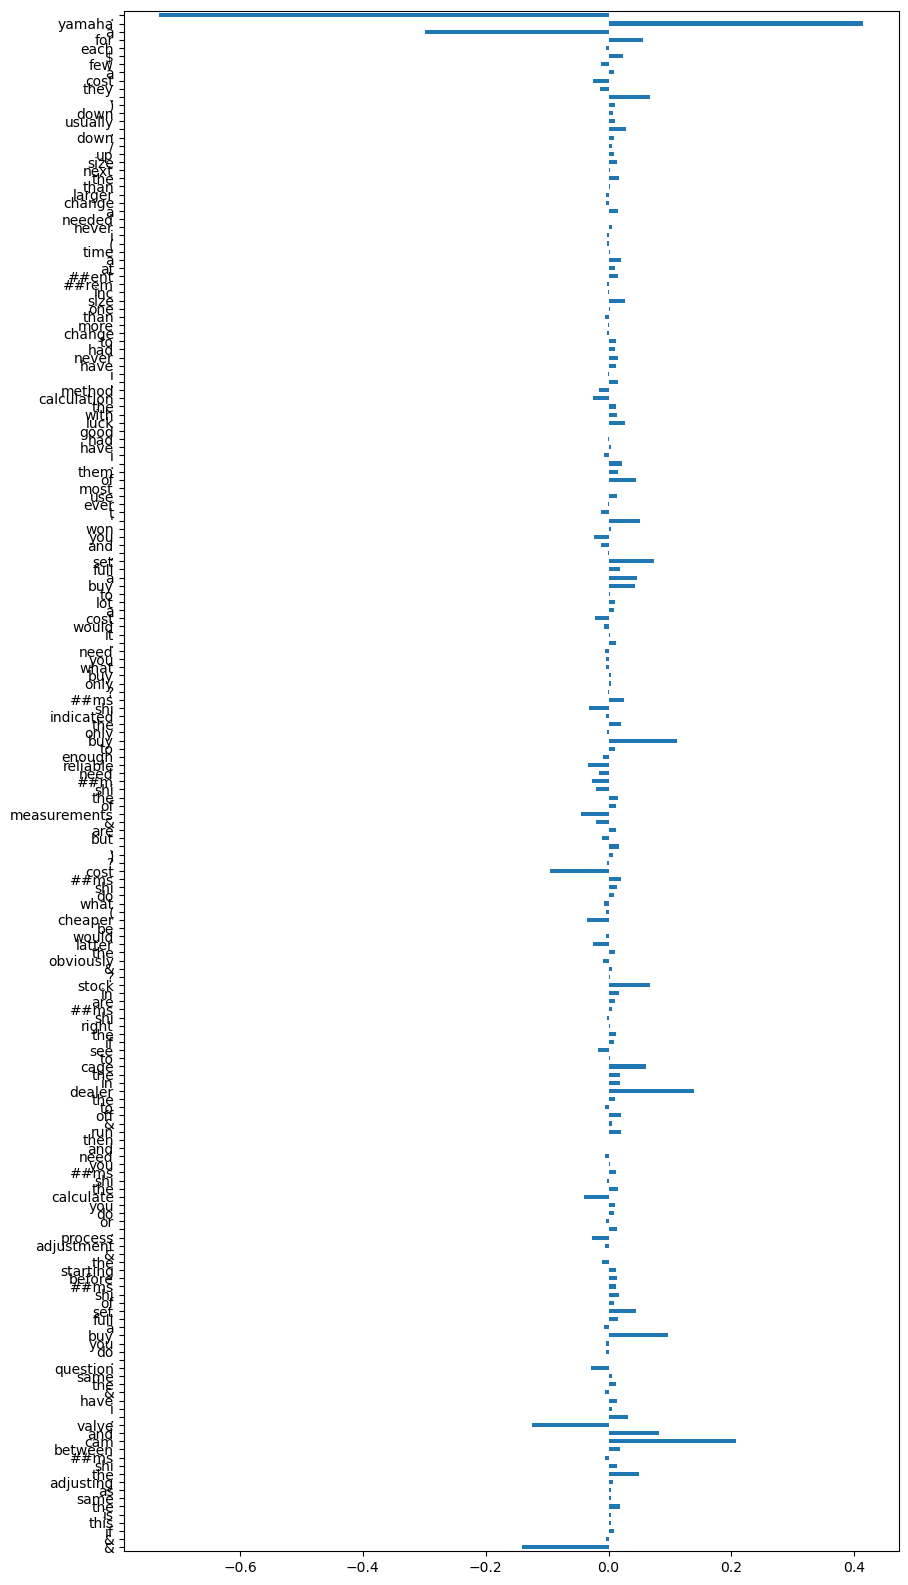 .
yamaha
a
for
each
$
few
a
cost
they
.
)
down
usually
,
down
/
up
size
next
the
than
larger
change
a
needed
never
i
(
time
a
at
##ent
##rem
inc
size
one
than
more
change
to
had
never
have
i
.
method
calculation
the
with
luck
good
had
have
i
.
them
of
most
use
ever
t
'
won
you
and
,
set
full
a
buy
to
lot
a
cost
would
it
.
need
you
what
buy
only
?
##ms
shi
indicated
the
only
buy
to
enough
reliable
need
##m
shi
the
of
measurements
&
are
but
.
)
?
cost
##ms
shi
do
what
(
cheaper
be
would
latter
the
obviously
&
?
stock
in
are
##ms
shi
right
the
if
see
to
cage
the
in
dealer
the
to
off
&
run
then
and
need
you
##ms
shi
the
calculate
you
do
or
,
process
adjustment
&
the
starting
before
##ms
shi
of
set
full
a
buy
you
do
.
question
same
the
&
have
i
,
valve
and
cam
between
##ms
shi
the
adjusting
as
same
the
is
this
if
&
&
−0.6 −0.4 −0.2 0.0 0.2 0.4